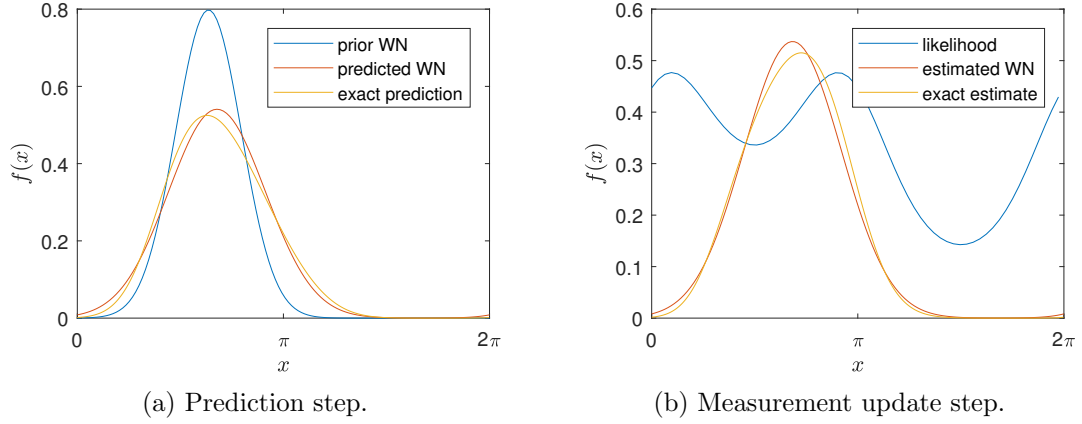 0.8
0.6
0.4
0.2
0
f(x)
prior WN
predicted WN
exact prediction
0
π
2π
x
(a) Prediction step.
0.6
0.5
0.4
0.3
0.2
0.1
0
f(x)
likelihood
estimated WN
exact estimate
0
π
2π
x
(b) Measurement update step.